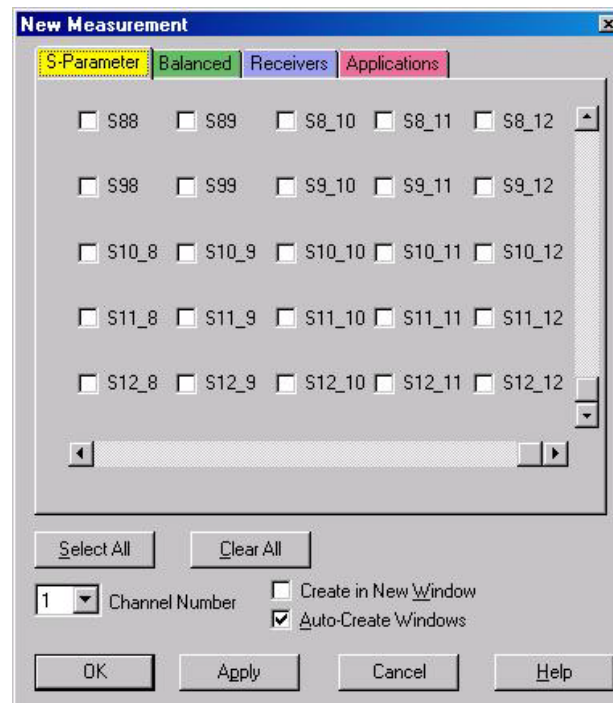 New Measurement
S-Parameter Balanced Receivers Applications
S88 S89 S8_10 S8_11 S8_12
S98 S99 S9_10 S9_11 S9_12
S10_8 S10_9 S10_10 S10_11 S10_12
S11_8 S11_9 S11_10 S11_11 S11_12
S12_8 S12_9 S12_10 S12_11 S12_12
Select All Clear All
1 Channel Number
Create in New Window
Auto-Create Windows
OK Apply Cancel Help